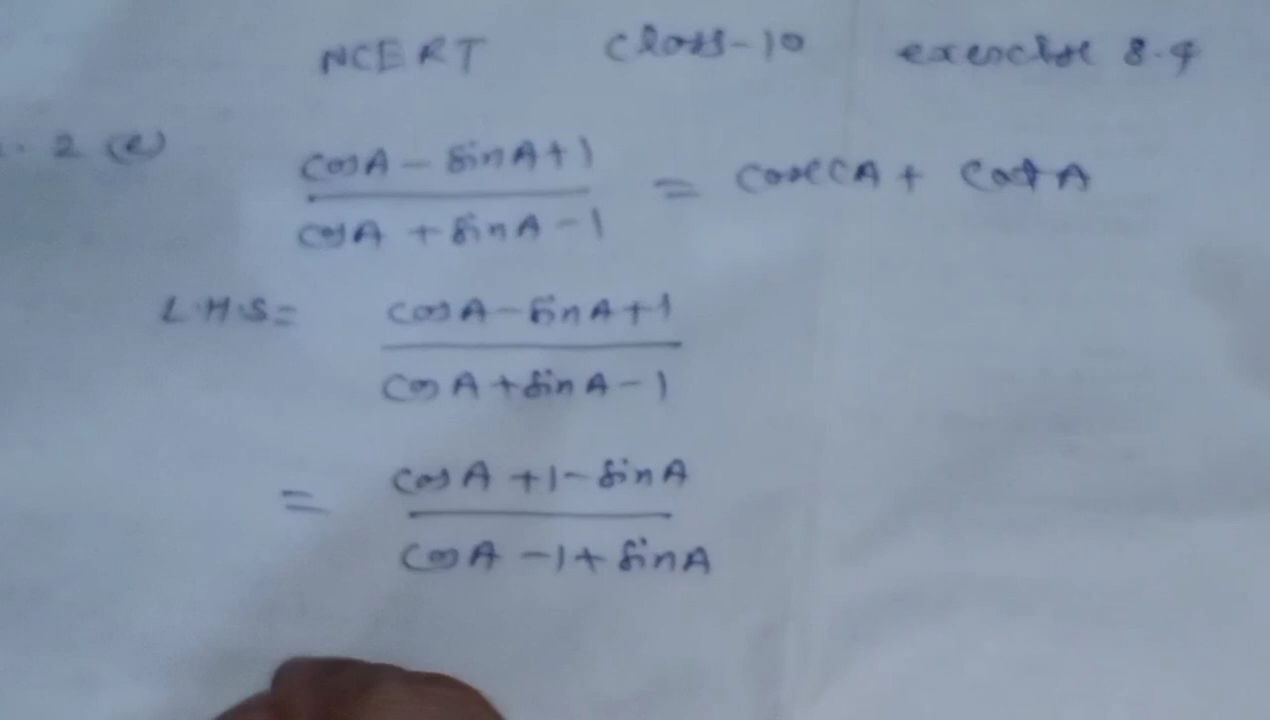 NCERT Class-10 exercise 8.4
2 (e)
cosA - sinA + 1 / cosA + sinA - 1 = cosecA + cotA
L.H.S = cosA - sinA + 1 / cosA + sinA - 1
= cosA + 1 - sinA / cosA - 1 + sinA